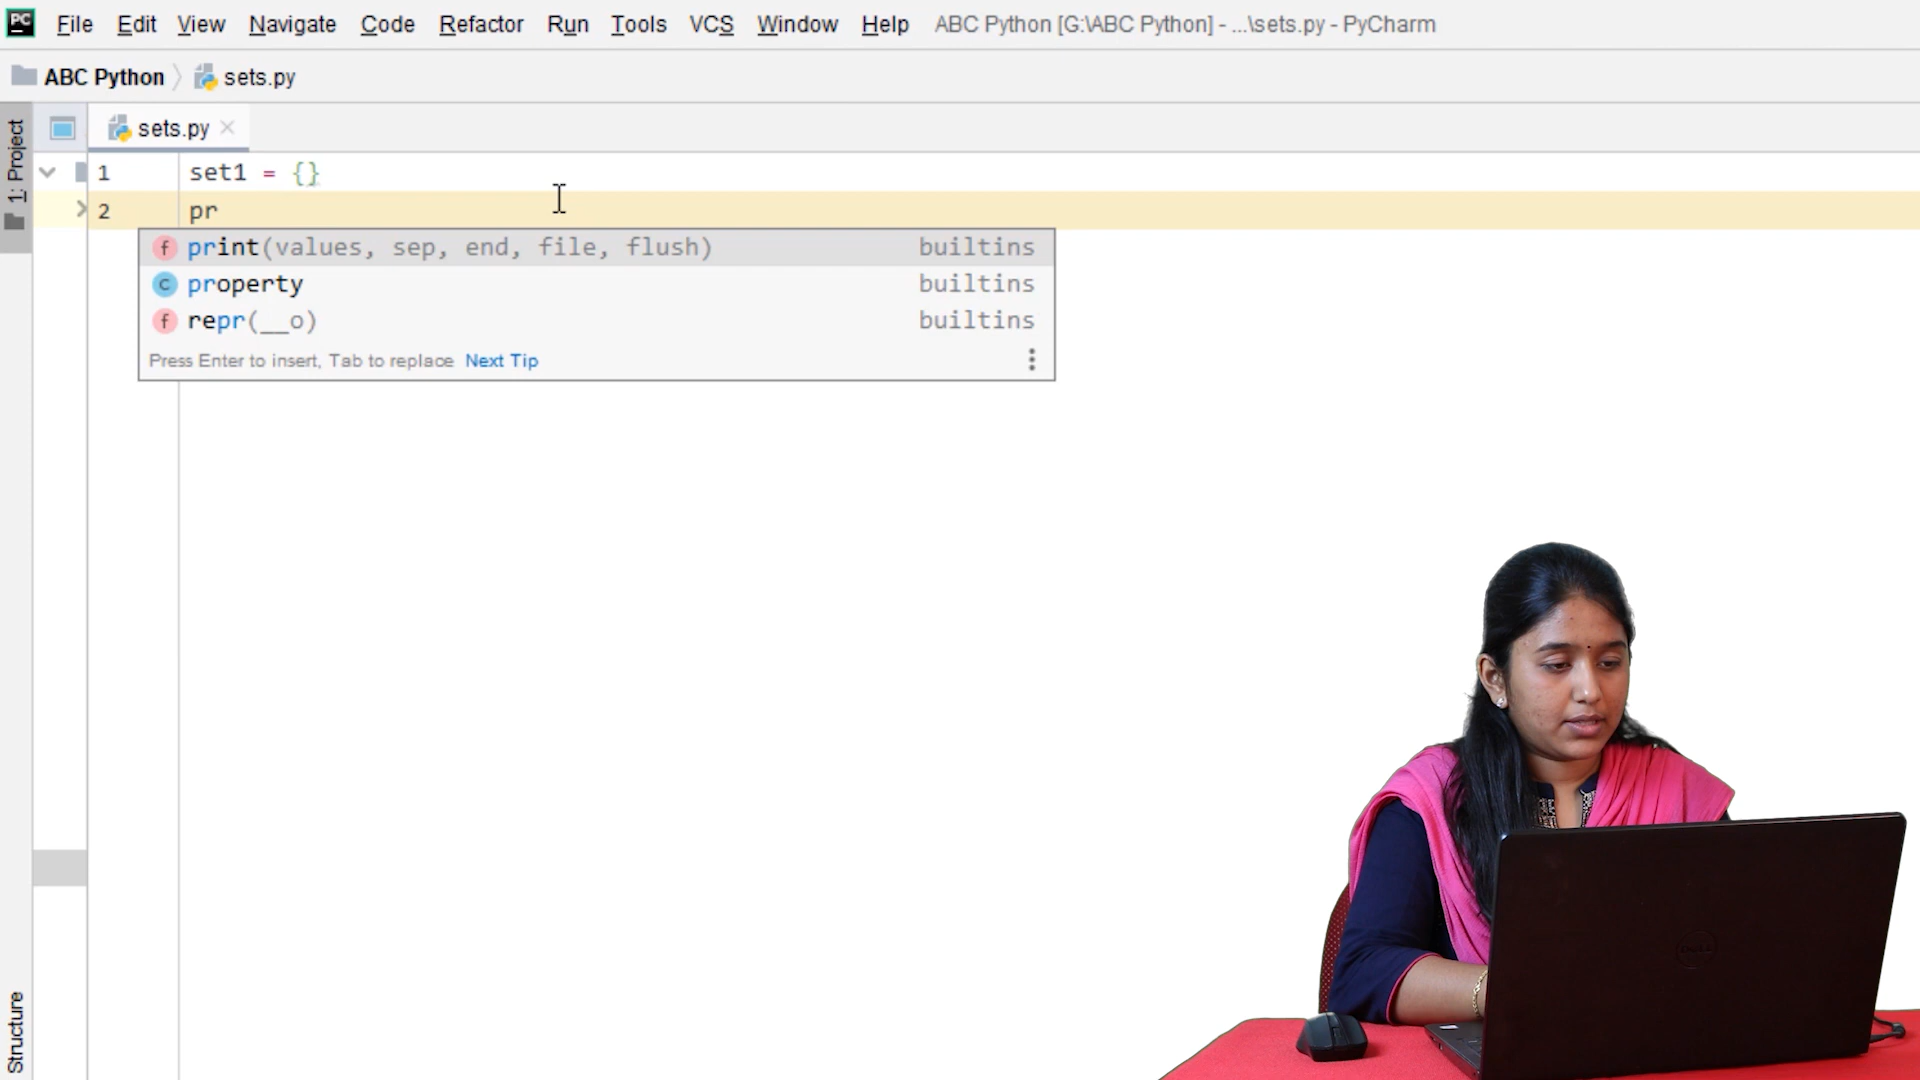 PC File Edit View Navigate Code Refactor Run Tools VCS Window Help ABC Python [G:\ABC Python] - ...\sets.py - PyCharm
ABC Python sets.py
sets.py
1: Project
1 set1 = {}
2 pr
f print(values, sep, end, file, flush) builtins
C property builtins
f repr(__o) builtins
Press Enter to insert, Tab to replace Next Tip
Structure
DELL